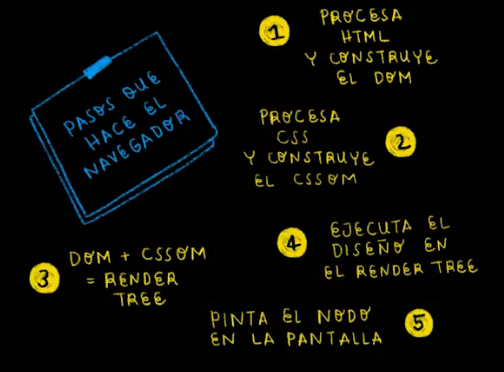 PASOS QUE
HACE EL
NAVEGADOR
1
PROCESA
HTML
Y CONSTRUYE
EL DOM
PROCESA
CSS
Y CONSTRUYE
EL CSSOM
2
3
DOM + CSSOM
= RENDER
TREE
4
EJECUTA EL
DISEÑO EN
EL RENDER TREE
PINTA EL NODO
EN LA PANTALLA
5